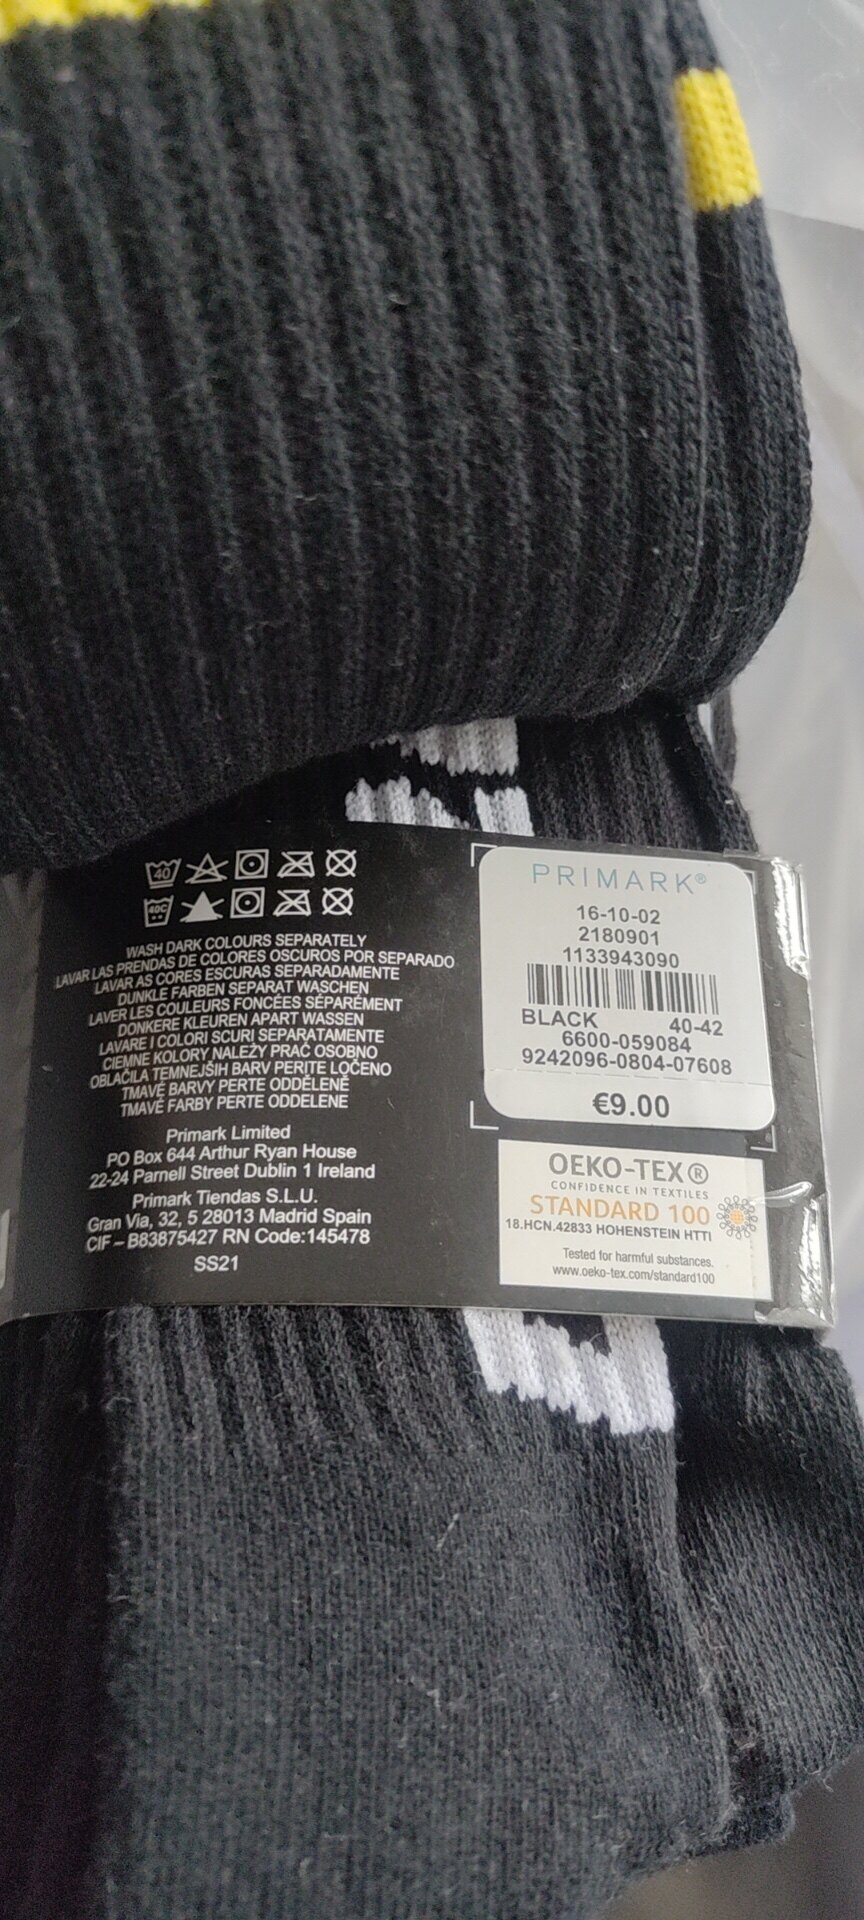 40
40C
WASH DARK COLOURS SEPARATELY
LAVAR LAS PRENDAS DE COLORES OSCUROS POR SEPARADO
LAVAR AS CORES ESCURAS SEPARADAMENTE
DUNKLE FARBEN SEPARAT WASCHEN
LAVER LES COULEURS FONCÉES SÉPARÉMENT
DONKERE KLEUREN APART WASSEN
LAVARE I COLORI SCURI SEPARATAMENTE
CIEMNE KOLORY NALEŻY PRAĆ OSOBNO
OBLAČILA TEMNEJŠIH BARV PERITE LOČENO
TMAVÉ BARVY PERTE ODDĚLENĚ
TMAVÉ FARBY PERTE ODDELENE
Primark Limited
PO Box 644 Arthur Ryan House
22-24 Parnell Street Dublin 1 Ireland
Primark Tiendas S.L.U.
Gran Via, 32, 5 28013 Madrid Spain
CIF – B83875427 RN Code:145478
SS21
PRIMARK®
16-10-02
2180901
1133943090
BLACK 40-42
6600-059084
9242096-0804-07608
€9.00
OEKO-TEX®
CONFIDENCE IN TEXTILES
STANDARD 100
18.HCN.42833 HOHENSTEIN HTTI
Tested for harmful substances.
www.oeko-tex.com/standard100